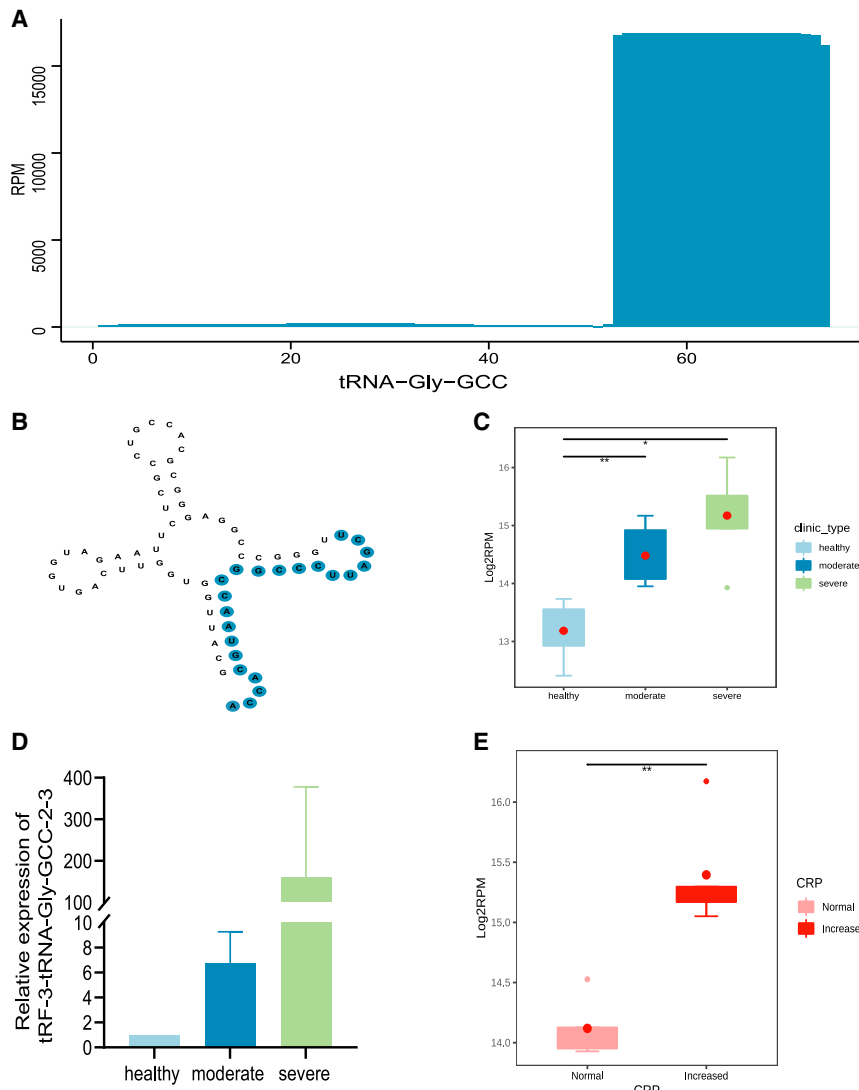 A
RPM
15000
10000
5000
0
0 20 40 60
tRNA-Gly-GCC
B
G C C
U A
C C
C G
G C
C G
U G
C G
U C A G G
G U A G A A U U
U G U G A C U U G G U G
C C G G G U U C G
C G G C C C U U A
G C A U U
C A A U G C A C C A
C
Log2RPM
16
15
14
13
* 
**
healthy moderate severe
clinic_type
healthy
moderate
severe
D
Relative expression of
tRF-3-tRNA-Gly-GCC-2-3
400
300
200
100
10
8
6
4
2
0
healthy moderate severe
E
Log2RPM
16.0
15.5
15.0
14.5
14.0
**
Normal Increased
CRP
CRP
Normal
Increase